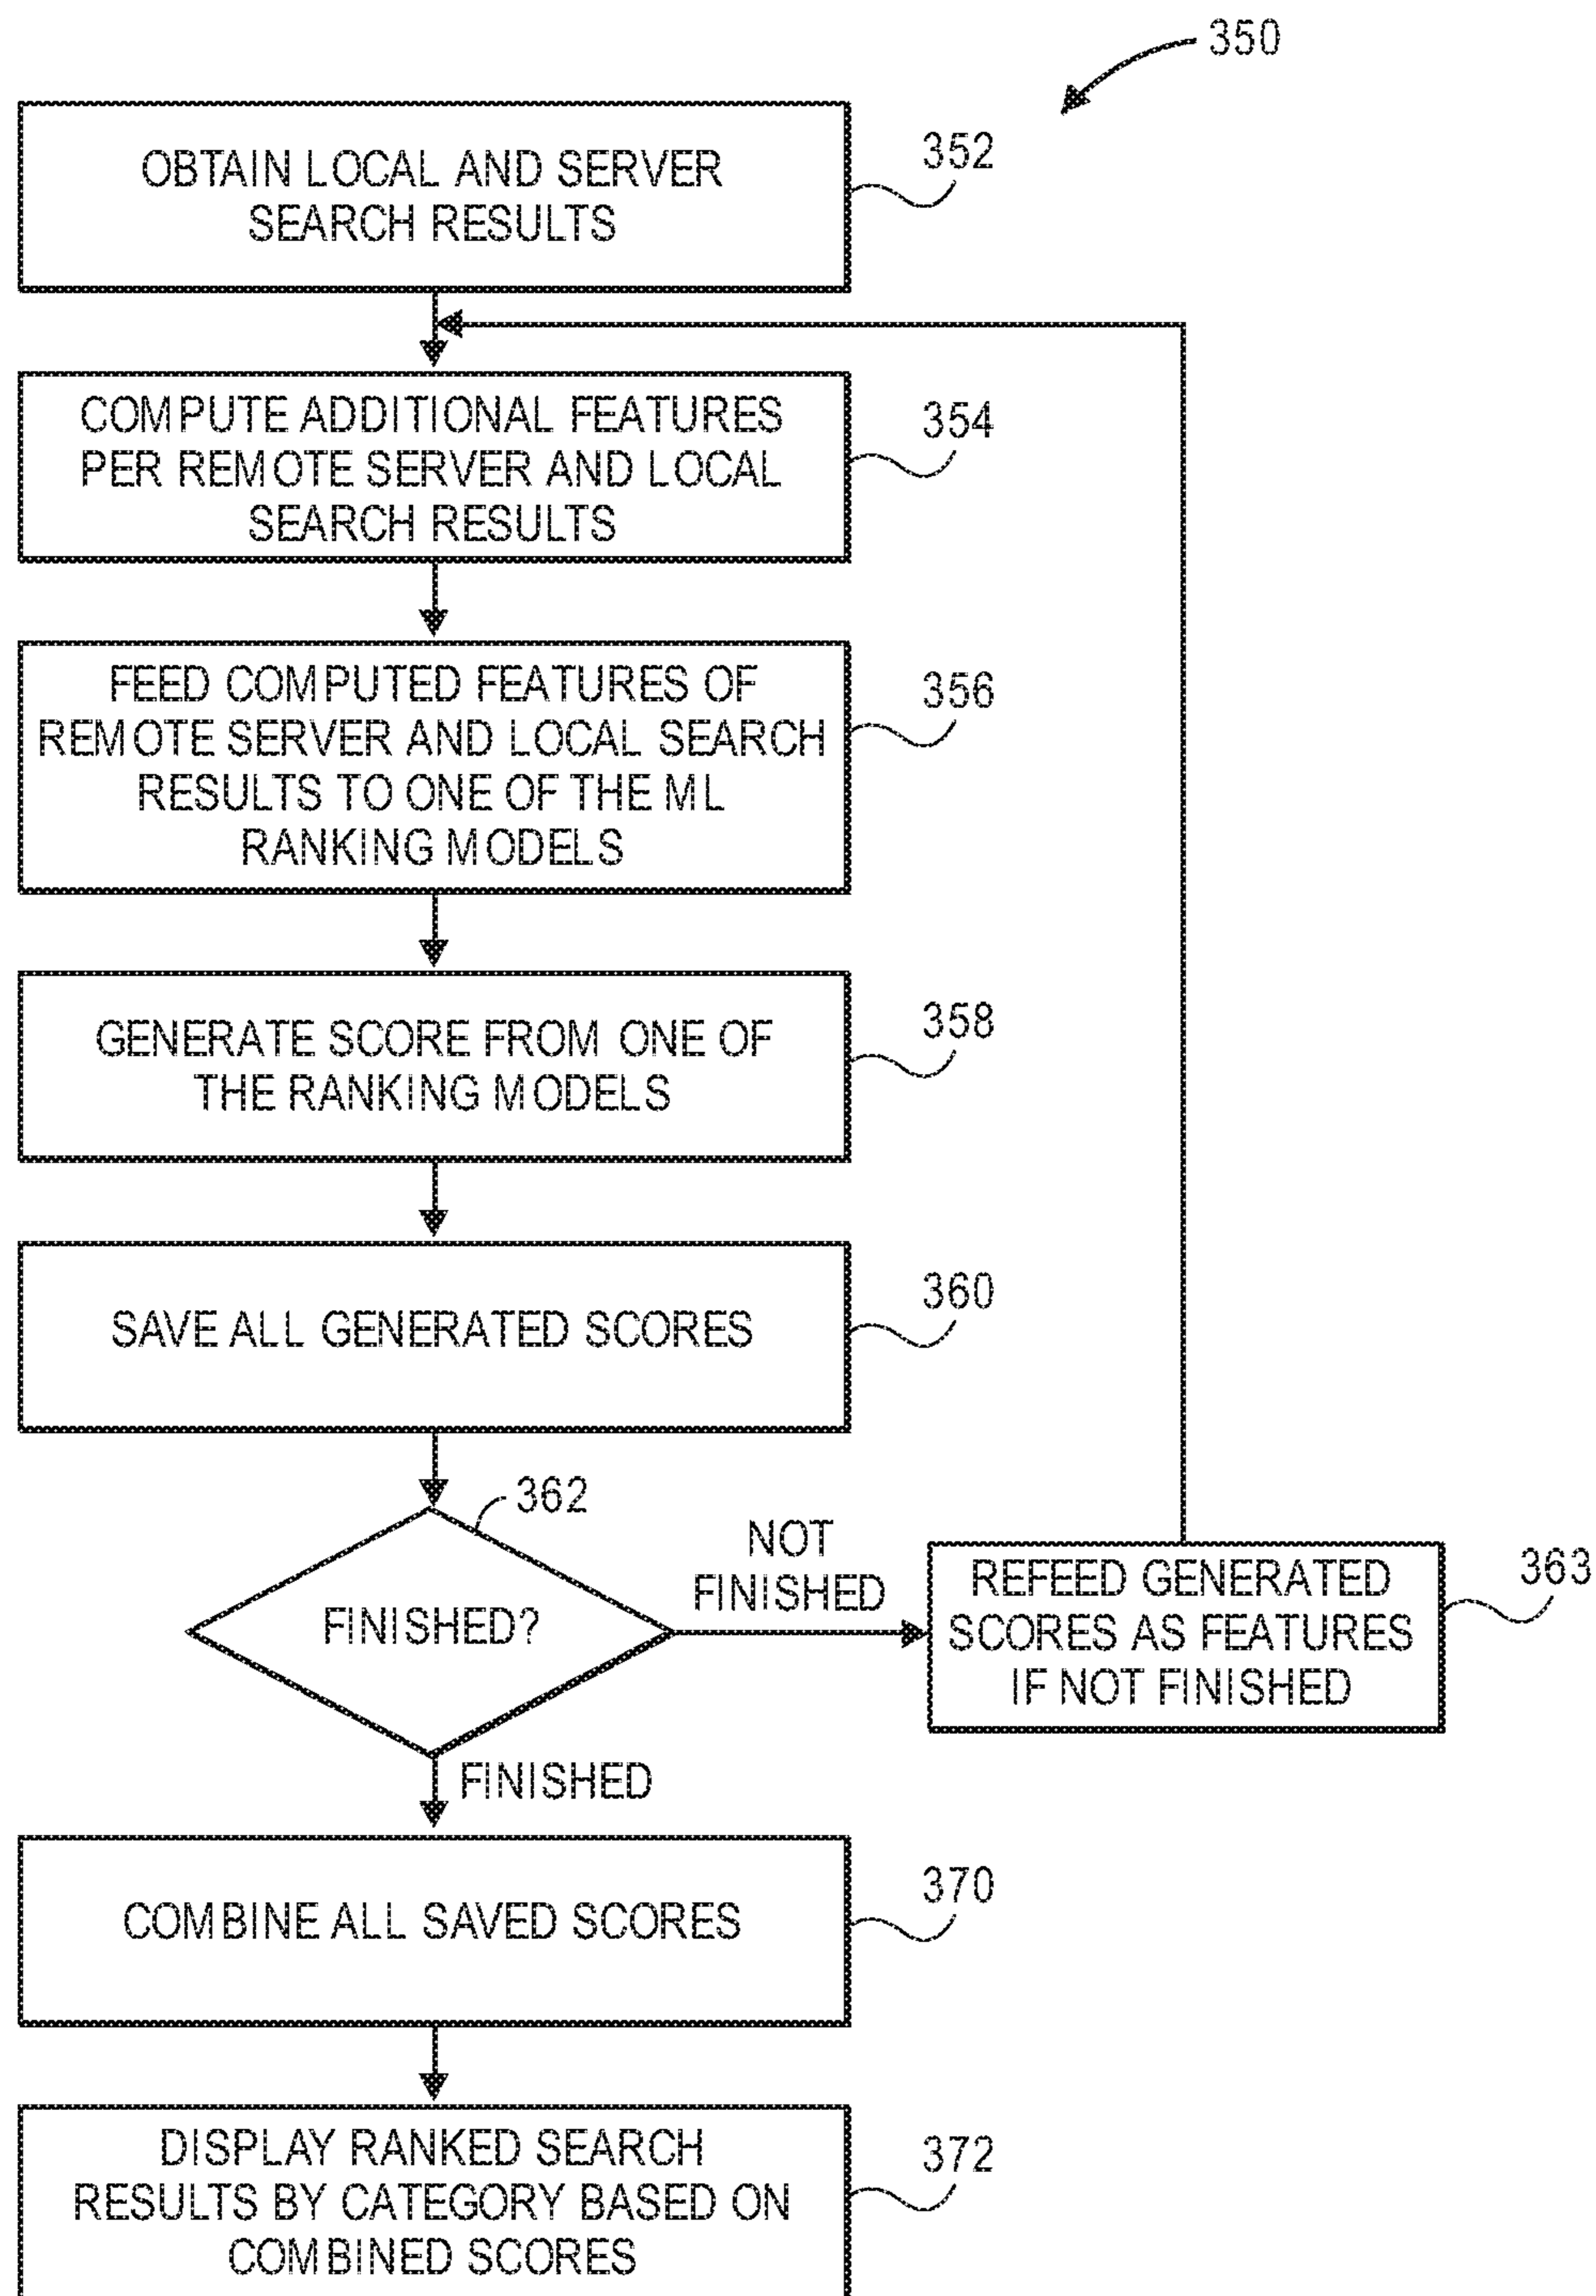 350
OBTAIN LOCAL AND SERVER
SEARCH RESULTS
352
COMPUTE ADDITIONAL FEATURES
PER REMOTE SERVER AND LOCAL
SEARCH RESULTS
354
FEED COMPUTED FEATURES OF
REMOTE SERVER AND LOCAL SEARCH
RESULTS TO ONE OF THE ML
RANKING MODELS
356
GENERATE SCORE FROM ONE OF
THE RANKING MODELS
358
SAVE ALL GENERATED SCORES
360
362
FINISHED?
NOT
FINISHED
REFEED GENERATED
SCORES AS FEATURES
IF NOT FINISHED
363
FINISHED
COMBINE ALL SAVED SCORES
370
DISPLAY RANKED SEARCH
RESULTS BY CATEGORY BASED ON
COMBINED SCORES
372